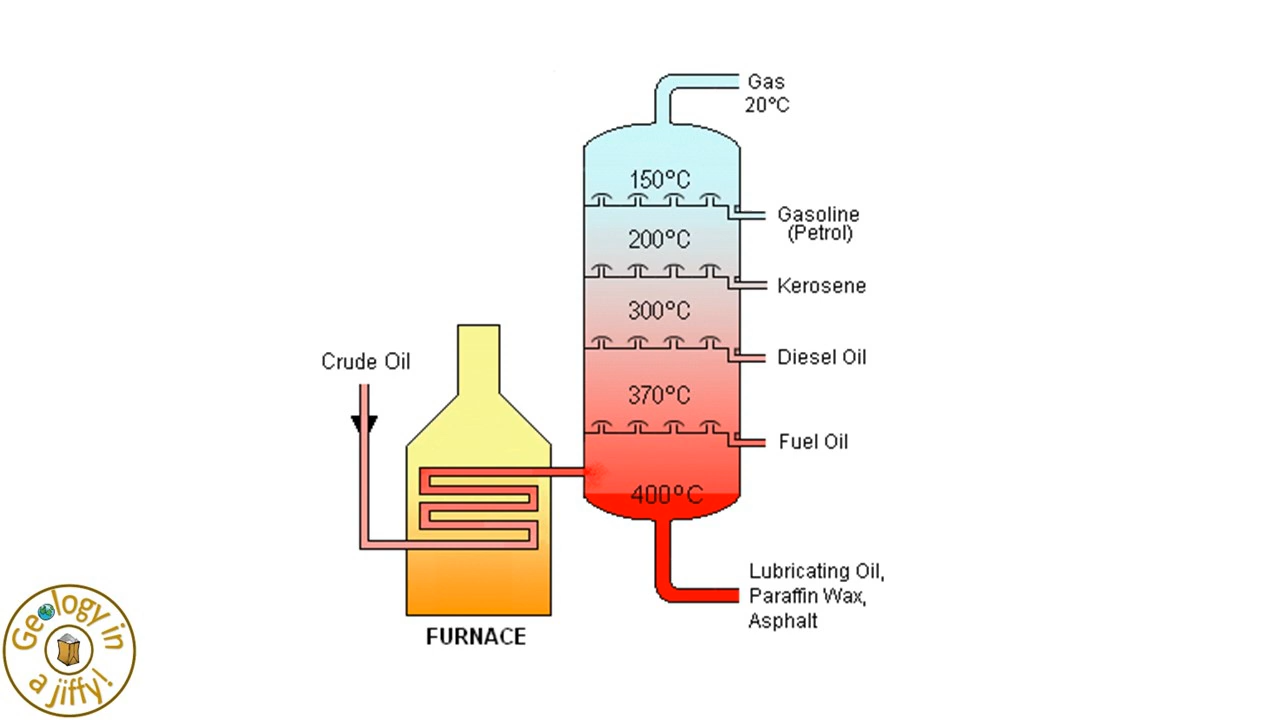 Gas
20°C
150°C
Gasoline
(Petrol)
200°C
Kerosene
300°C
Diesel Oil
Crude Oil
370°C
Fuel Oil
400°C
Lubricating Oil,
Paraffin Wax,
Asphalt
FURNACE
Geology in
a jiffy!